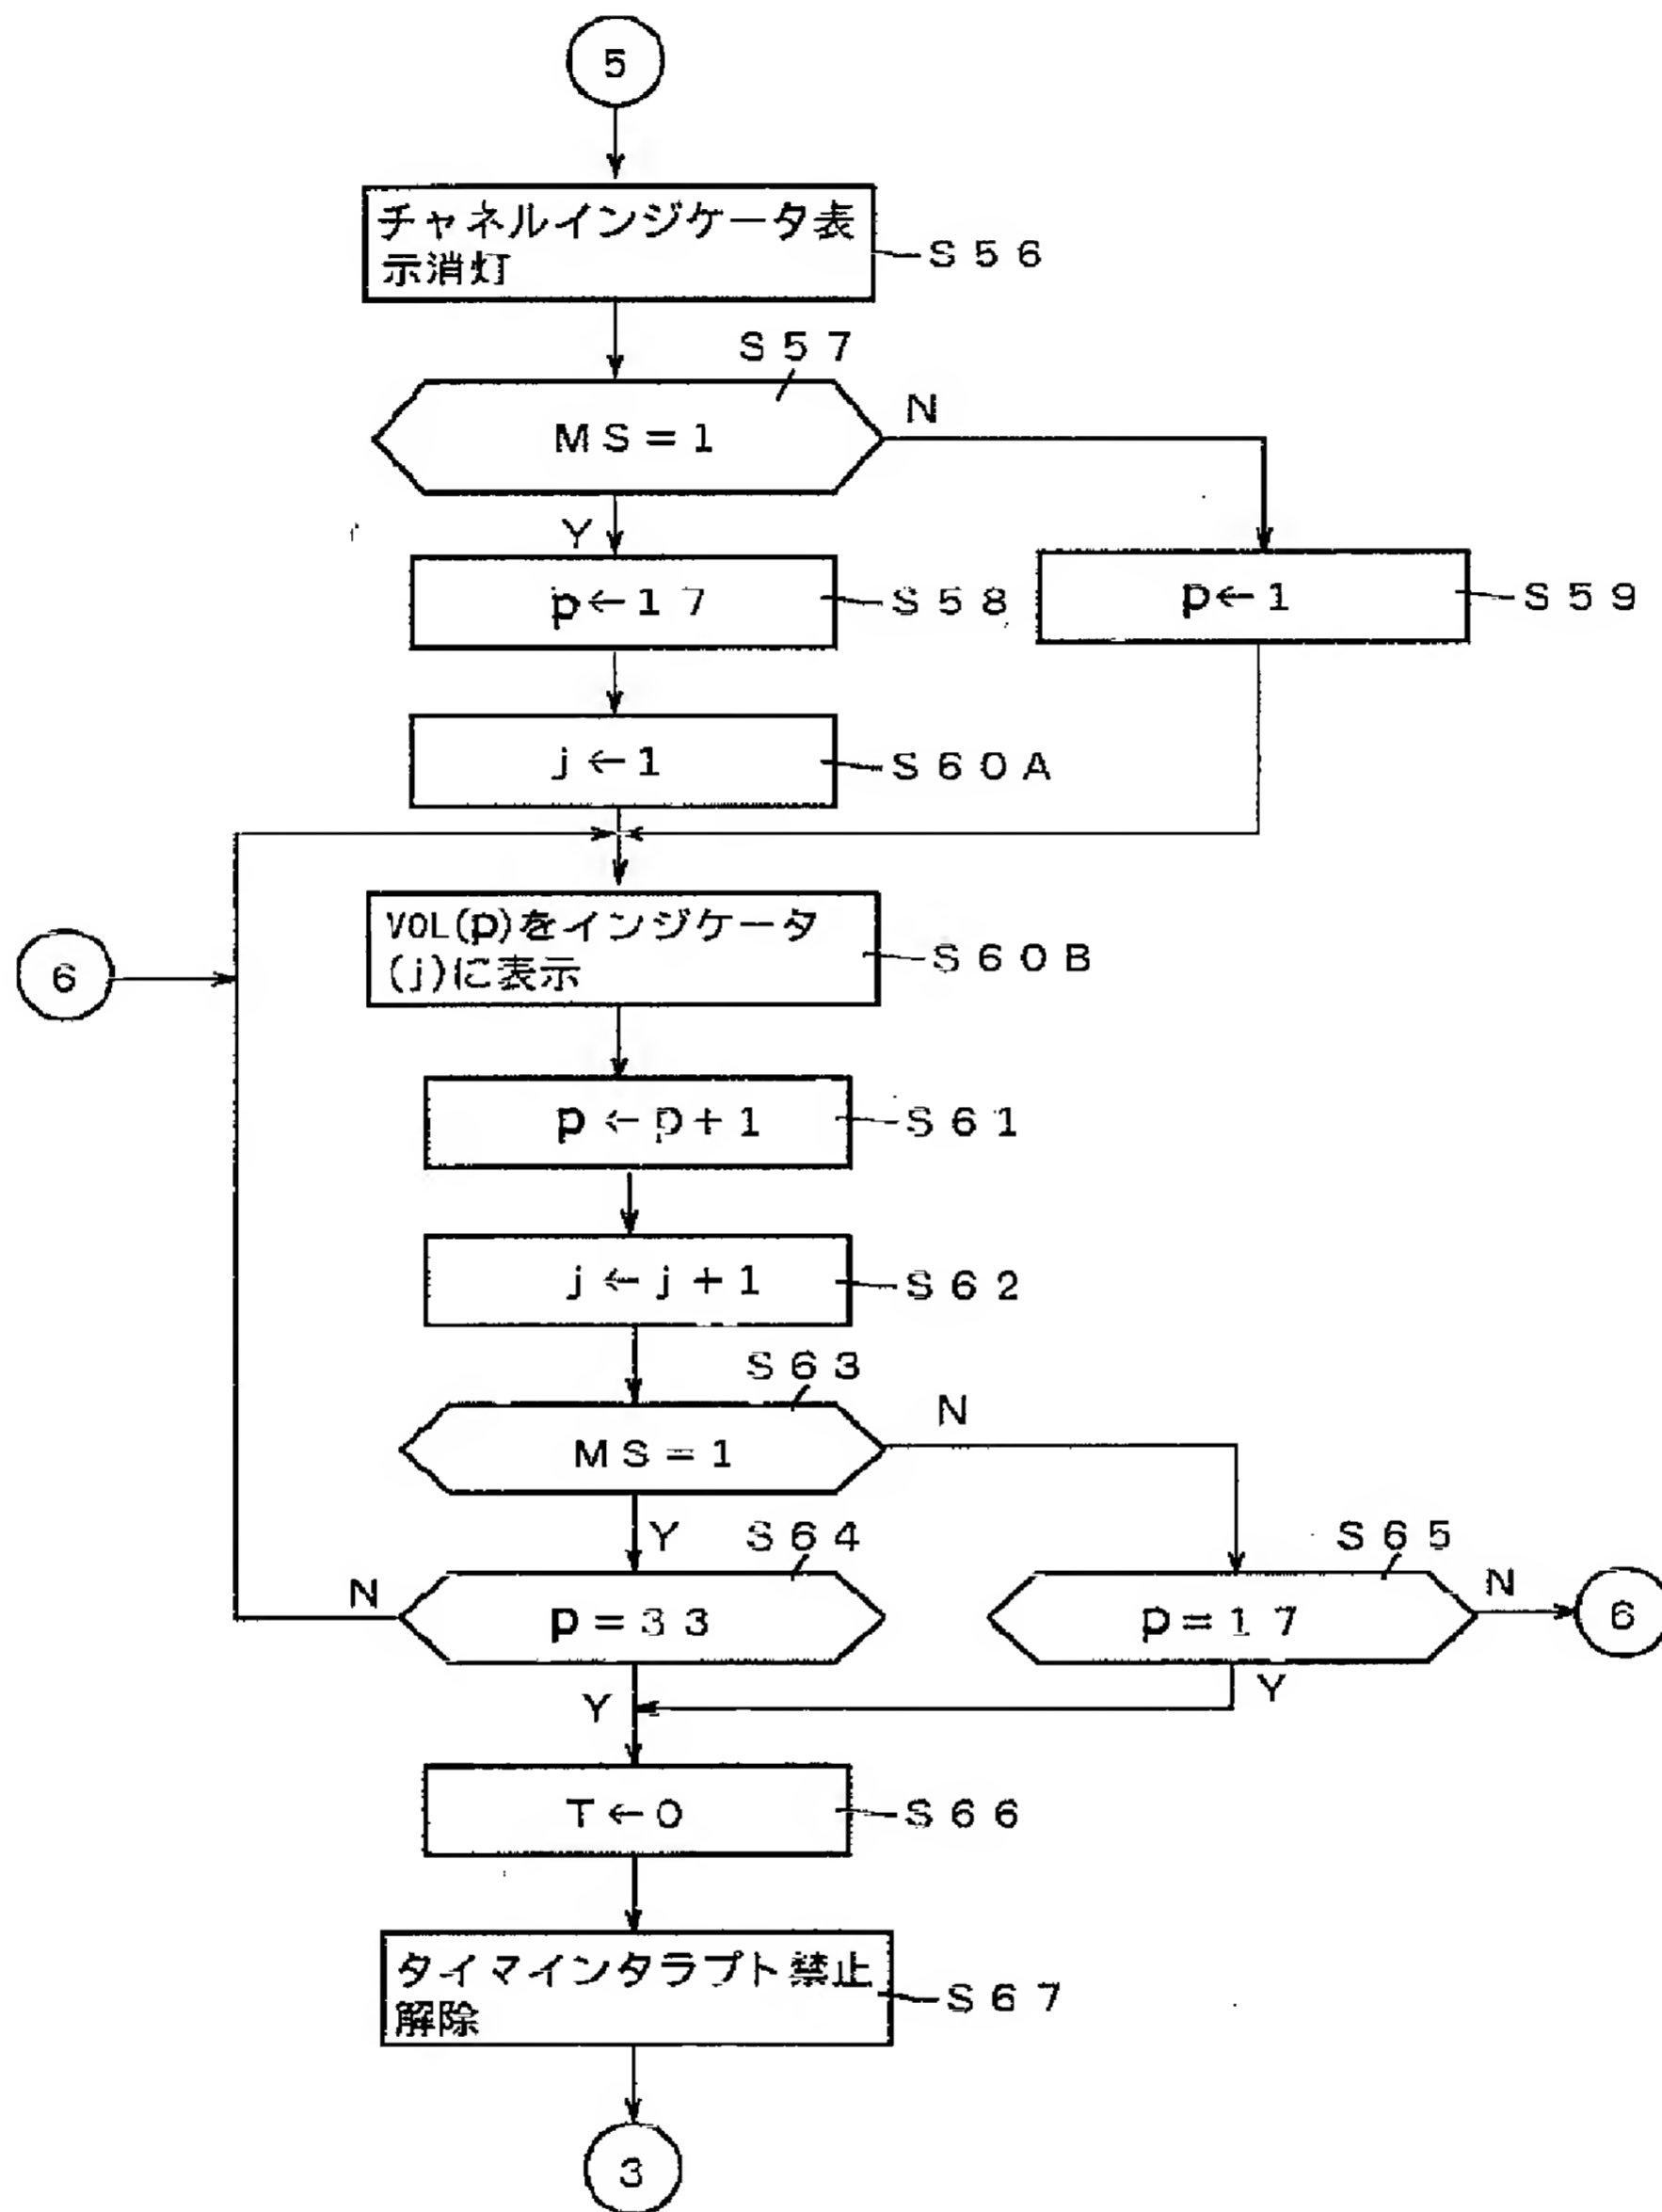 5
チャネルインジケータ表
示消灯
S56
S57
MS=1
N
Y
p←17
S58
p←1
S59
j←1
S60A
VOL(p)をインジケータ
(j)に表示
S60B
6
p←p+1
S61
j←j+1
S62
S63
MS=1
N
Y
S64
S65
N
p=33
p=17
N
6
Y
Y
T←0
S66
タイマインタラプト禁止
解除
S67
3